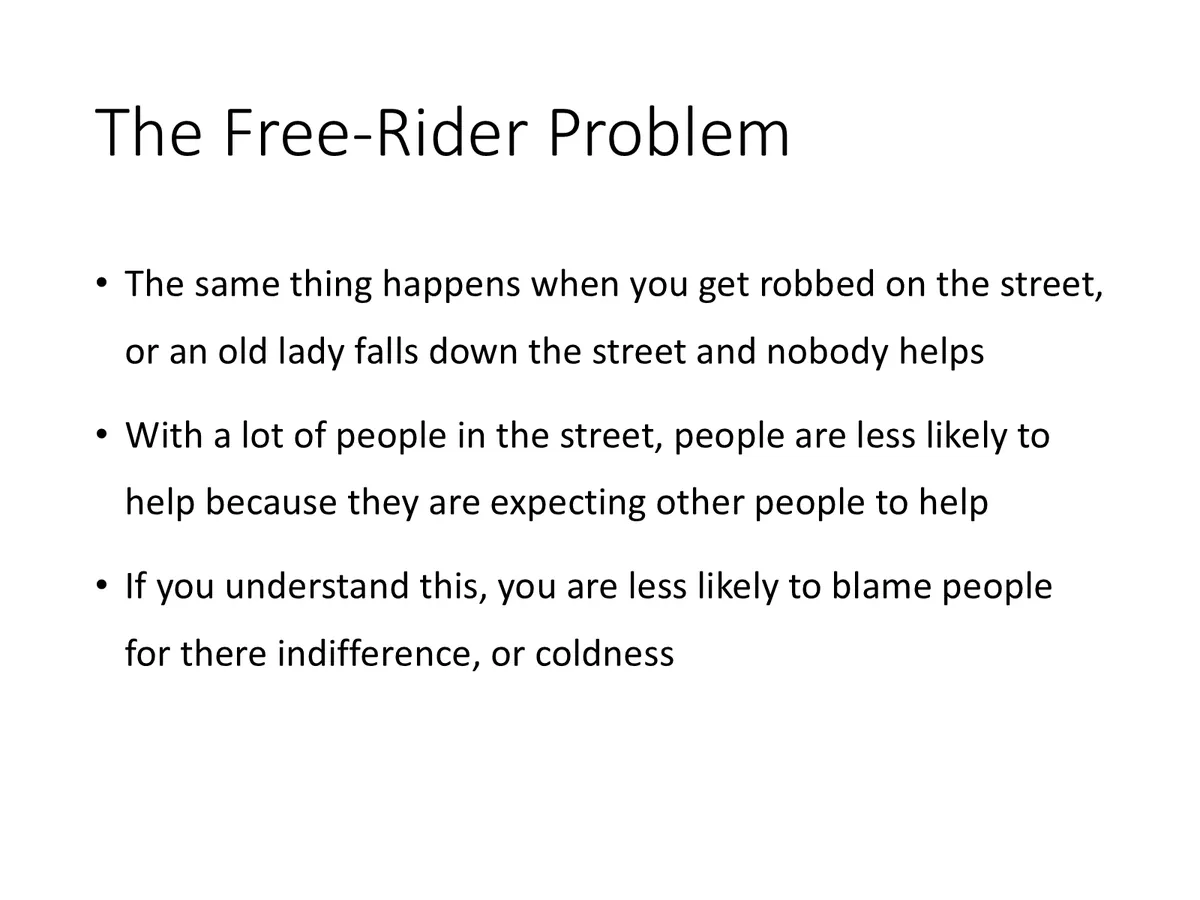 The Free-Rider Problem
• The same thing happens when you get robbed on the street,
or an old lady falls down the street and nobody helps
• With a lot of people in the street, people are less likely to
help because they are expecting other people to help
• If you understand this, you are less likely to blame people
for there indifference, or coldness